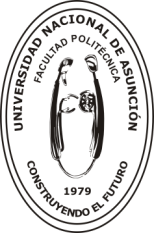 UNIVERSIDAD NACIONAL DE ASUNCIÓN
FACULTAD POLITÉCNICA
1979
CONSTRUYENDO EL FUTURO